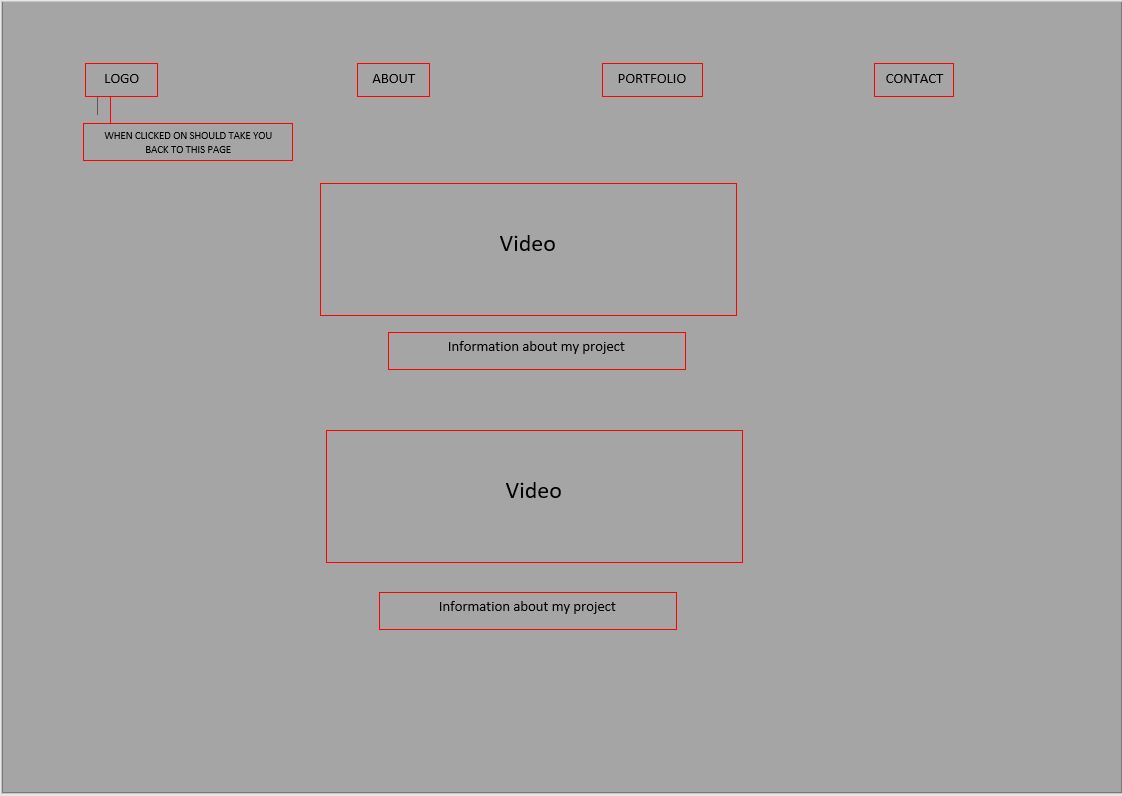 LOGO
ABOUT
PORTFOLIO
CONTACT
WHEN CLICKED ON SHOULD TAKE YOU
BACK TO THIS PAGE
Video
Information about my project
Video
Information about my project